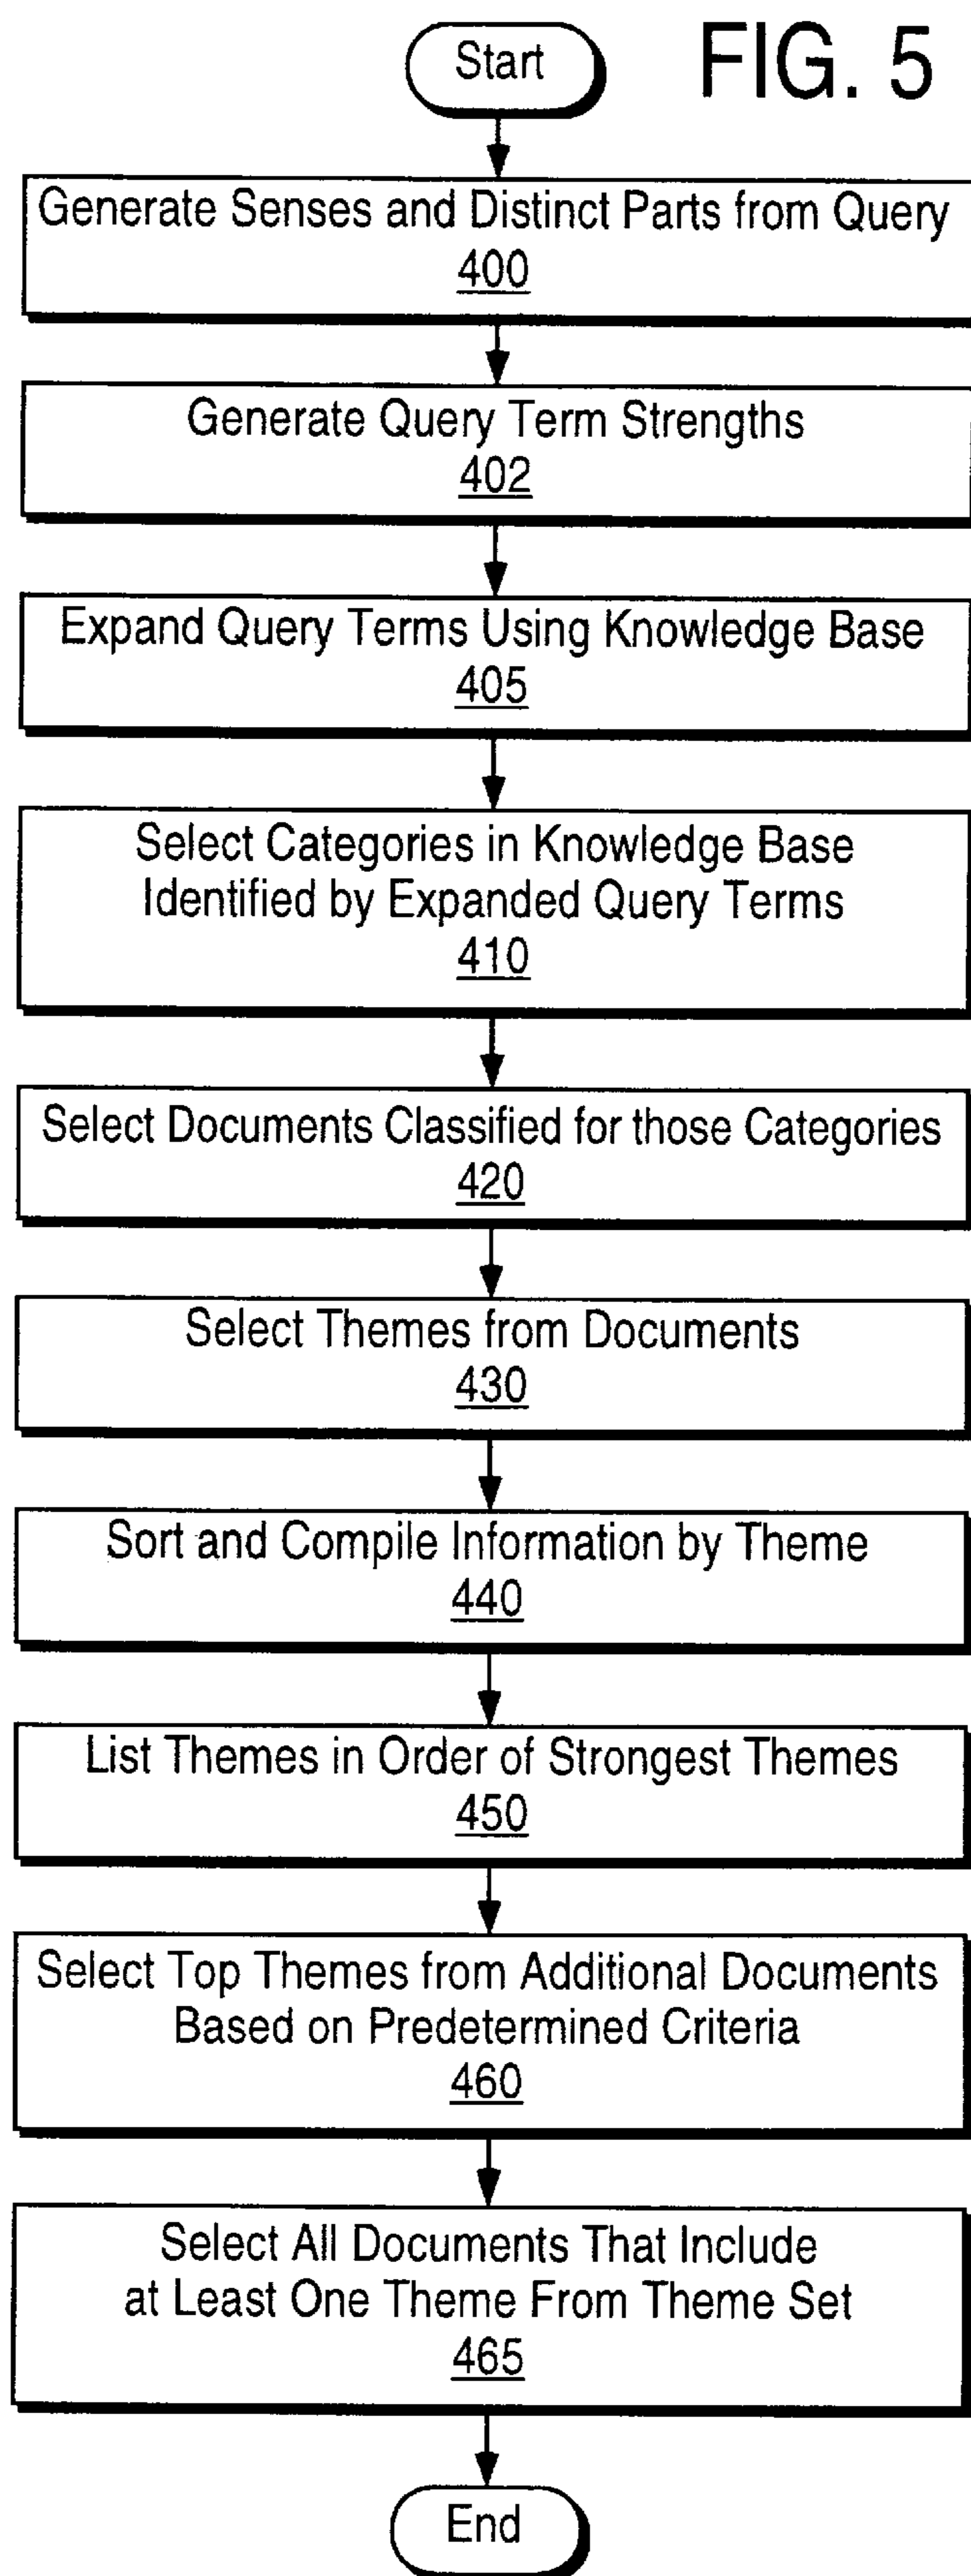 Start
FIG. 5
Generate Senses and Distinct Parts from Query
400
Generate Query Term Strengths
402
Expand Query Terms Using Knowledge Base
405
Select Categories in Knowledge Base
Identified by Expanded Query Terms
410
Select Documents Classified for those Categories
420
Select Themes from Documents
430
Sort and Compile Information by Theme
440
List Themes in Order of Strongest Themes
450
Select Top Themes from Additional Documents
Based on Predetermined Criteria
460
Select All Documents That Include
at Least One Theme From Theme Set
465
End